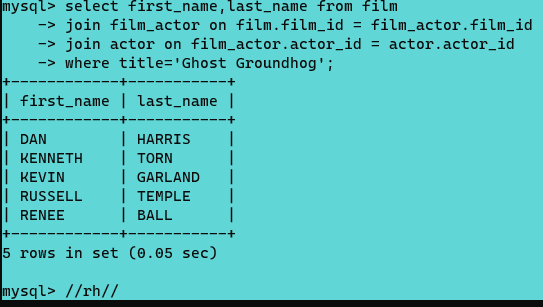 mysql> select first_name,last_name from film
    -> join film_actor on film.film_id = film_actor.film_id
    -> join actor on film_actor.actor_id = actor.actor_id
    -> where title='Ghost Groundhog';
+------------+-----------+
| first_name | last_name |
+------------+-----------+
| DAN        | HARRIS    |
| KENNETH    | TORN      |
| KEVIN      | GARLAND   |
| RUSSELL    | TEMPLE    |
| RENEE      | BALL      |
+------------+-----------+
5 rows in set (0.05 sec)

mysql> //rh//